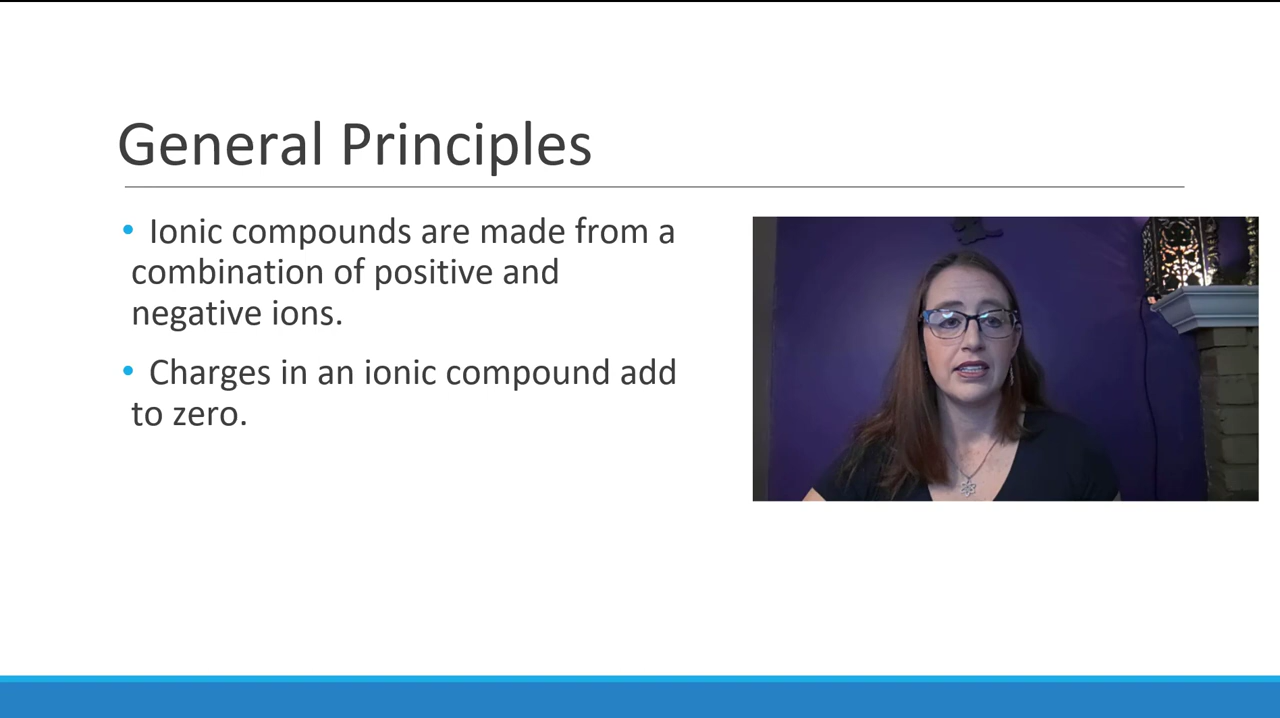 General Principles
• Ionic compounds are made from a
combination of positive and
negative ions.
• Charges in an ionic compound add
to zero.